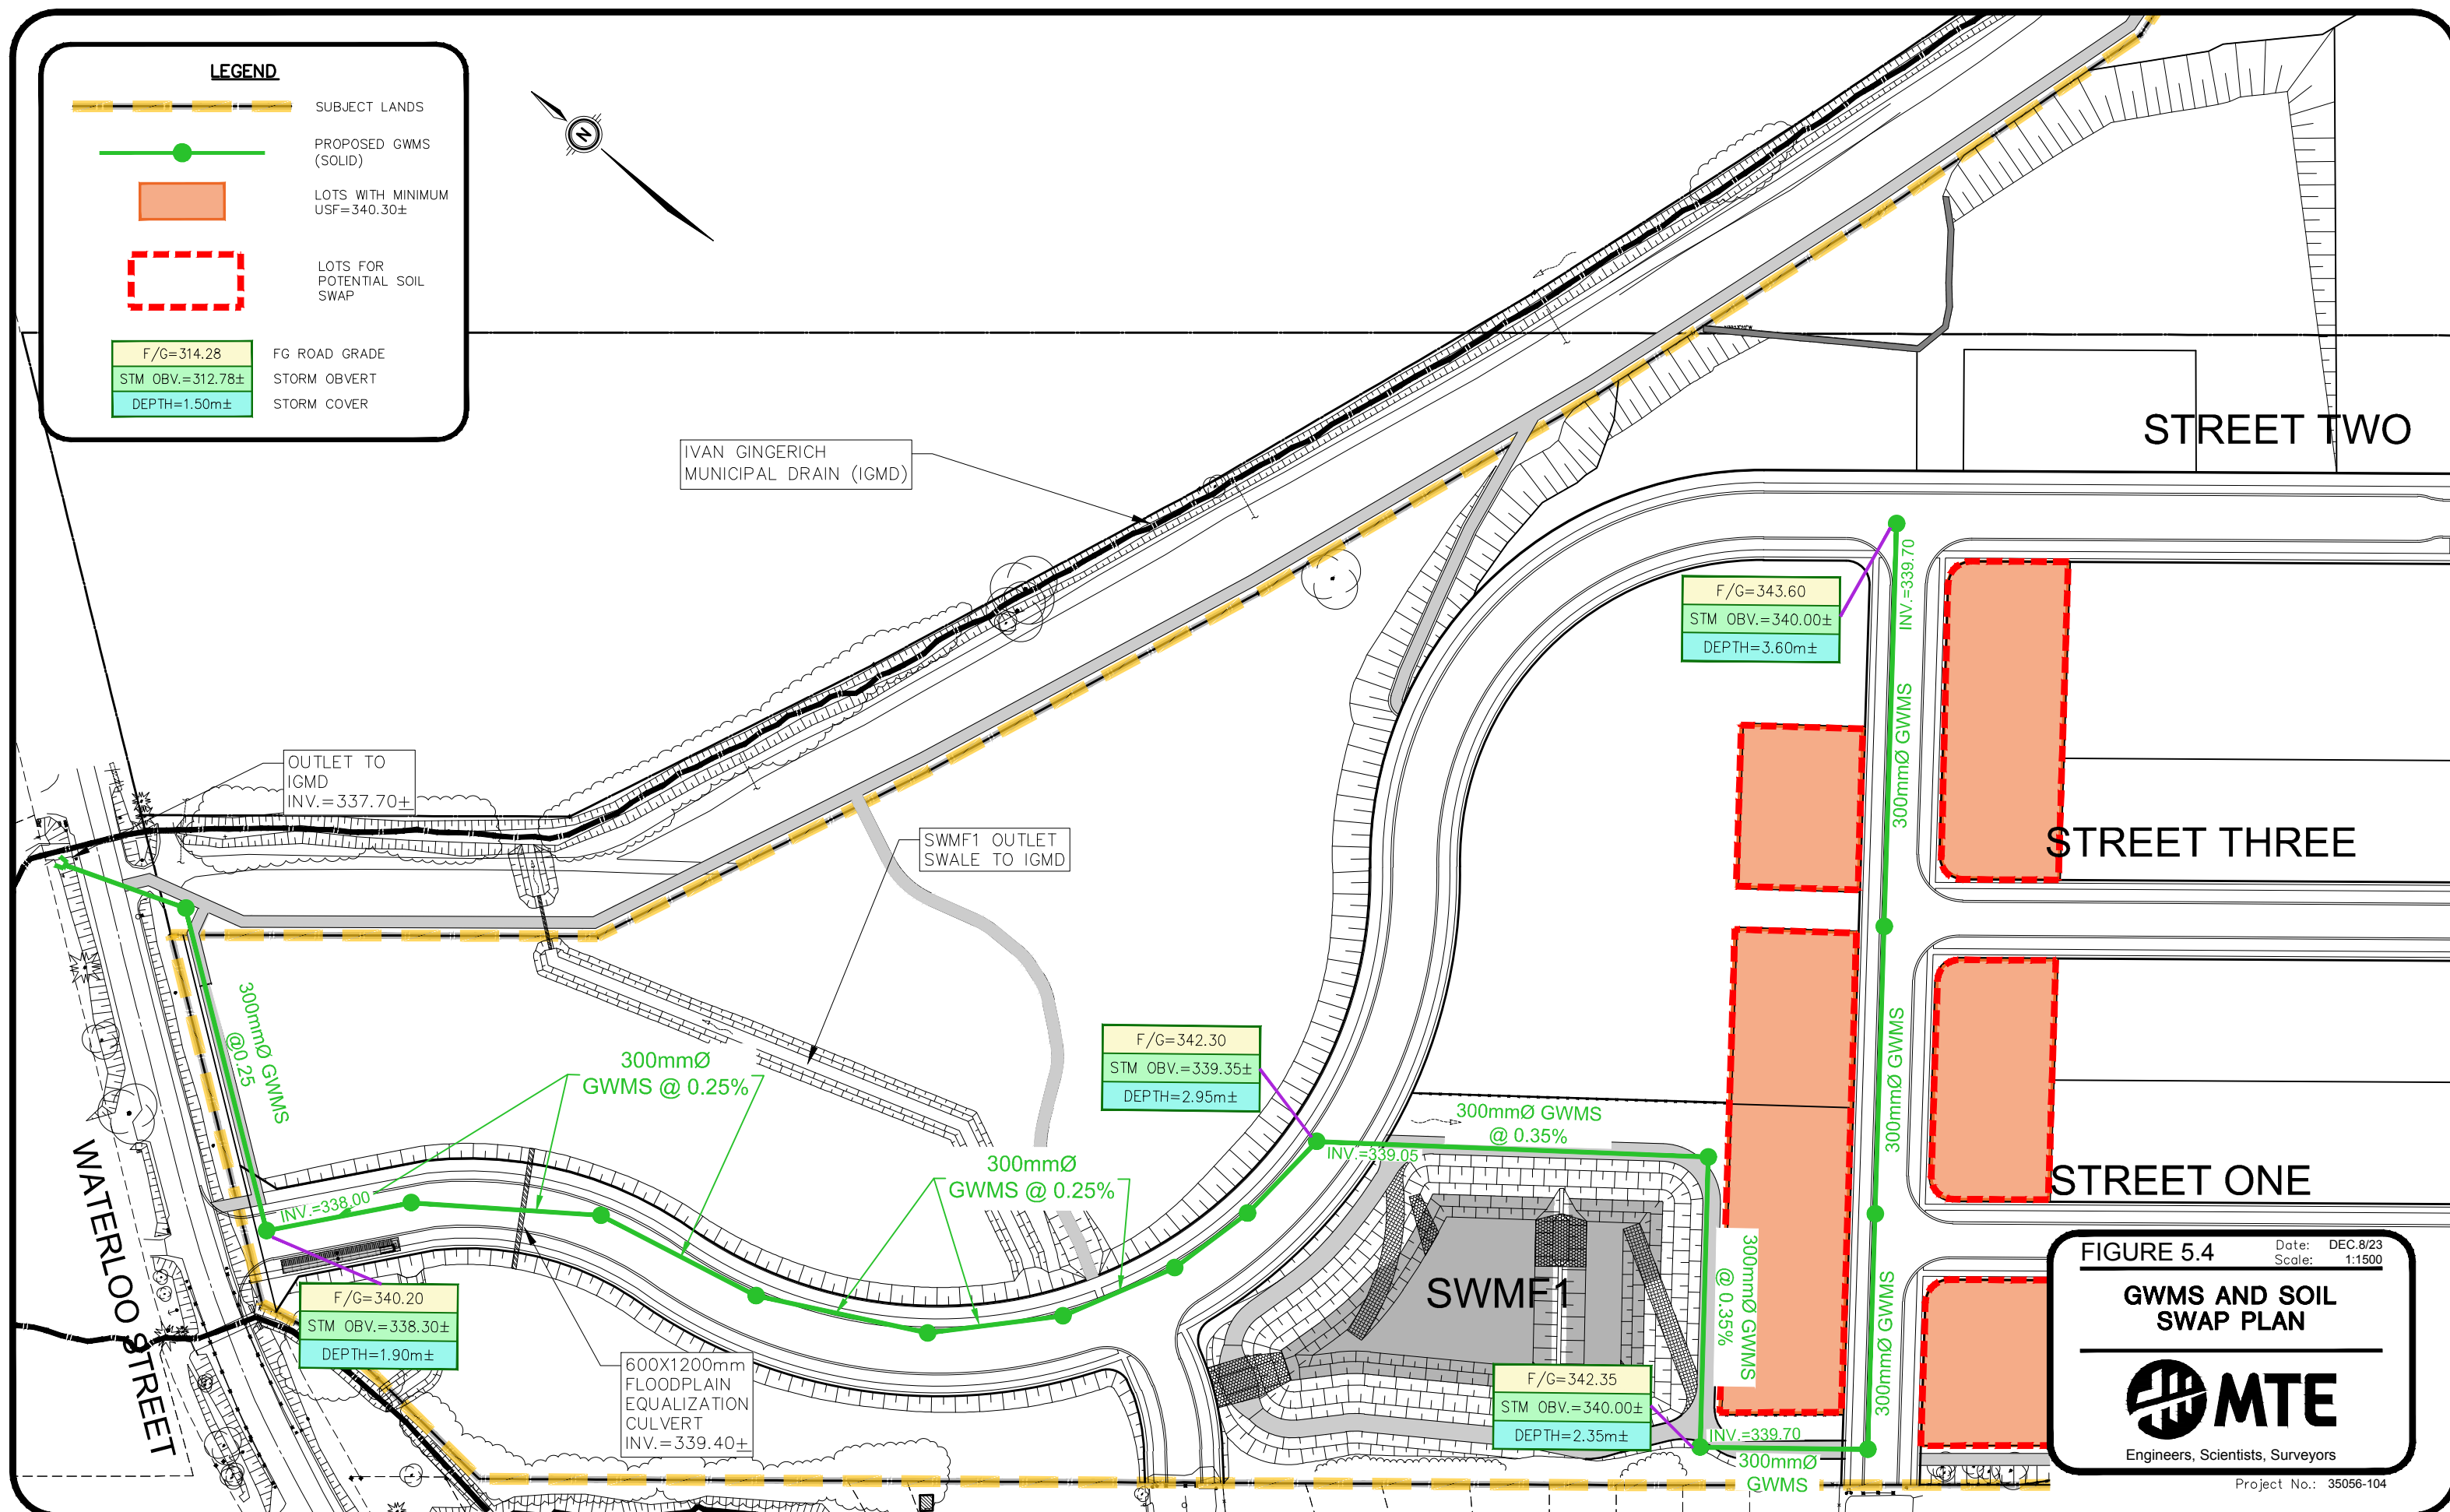 LEGEND
SUBJECT LANDS
PROPOSED GWMS
(SOLID)
LOTS WITH MINIMUM
USF=340.30±
LOTS FOR
POTENTIAL SOIL
SWAP
F/G=314.28
FG ROAD GRADE
STM OBV.=312.78±
STORM OBVERT
DEPTH=1.50m±
STORM COVER
N
IVAN GINGERICH
MUNICIPAL DRAIN (IGMD)
STREET TWO
INV.=339.70
F/G=343.60
STM OBV.=340.00±
DEPTH=3.60m±
300mmØ GWMS
OUTLET TO
IGMD
INV.=337.70±
SWMF1 OUTLET
SWALE TO IGMD
STREET THREE
300mmØ GWMS
@0.25
300mmØ
GWMS @ 0.25%
F/G=342.30
STM OBV.=339.35±
DEPTH=2.95m±
300mmØ GWMS
@ 0.35%
INV.=339.05
300mmØ GWMS
300mmØ
GWMS @ 0.25%
STREET ONE
WATERLOO STREET
INV.=338.00
F/G=340.20
STM OBV.=338.30±
DEPTH=1.90m±
600X1200mm
FLOODPLAIN
EQUALIZATION
CULVERT
INV.=339.40±
SWMF1
300mmØ GWMS
@ 0.35%
300mmØ GWMS
F/G=342.35
STM OBV.=340.00±
DEPTH=2.35m±
INV.=339.70
300mmØ
GWMS
FIGURE 5.4
Date: DEC.8/23
Scale: 1:1500
GWMS AND SOIL
SWAP PLAN
MTE
Engineers, Scientists, Surveyors
Project No.: 35056-104